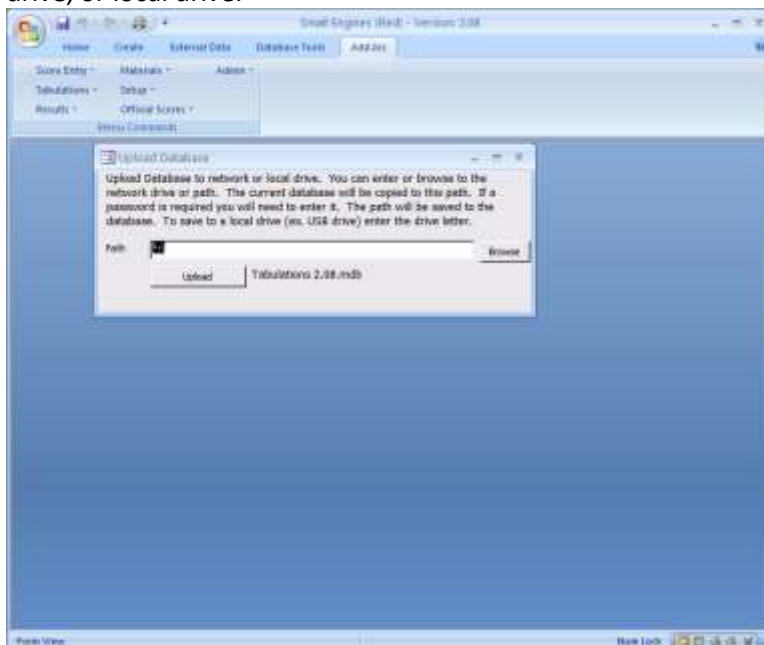 drive, or local drive.
Small Engines (Red) - Version: 2.08
Home Create External Data Database Tools Add-Ins
Score Entry Materials Admin
Tabulations Setup
Results Official Scores
Menu Commands
Upload Database
Upload Database to network or local drive. You can enter or browse to the
network drive or path. The current database will be copied to this path. If a
password is required you will need to enter it. The path will be saved to the
database. To save to a local drive (ex. USB drive) enter the drive letter.
Path
Browse
Upload Tabulations 2.08.mdb
Form View Num Lock